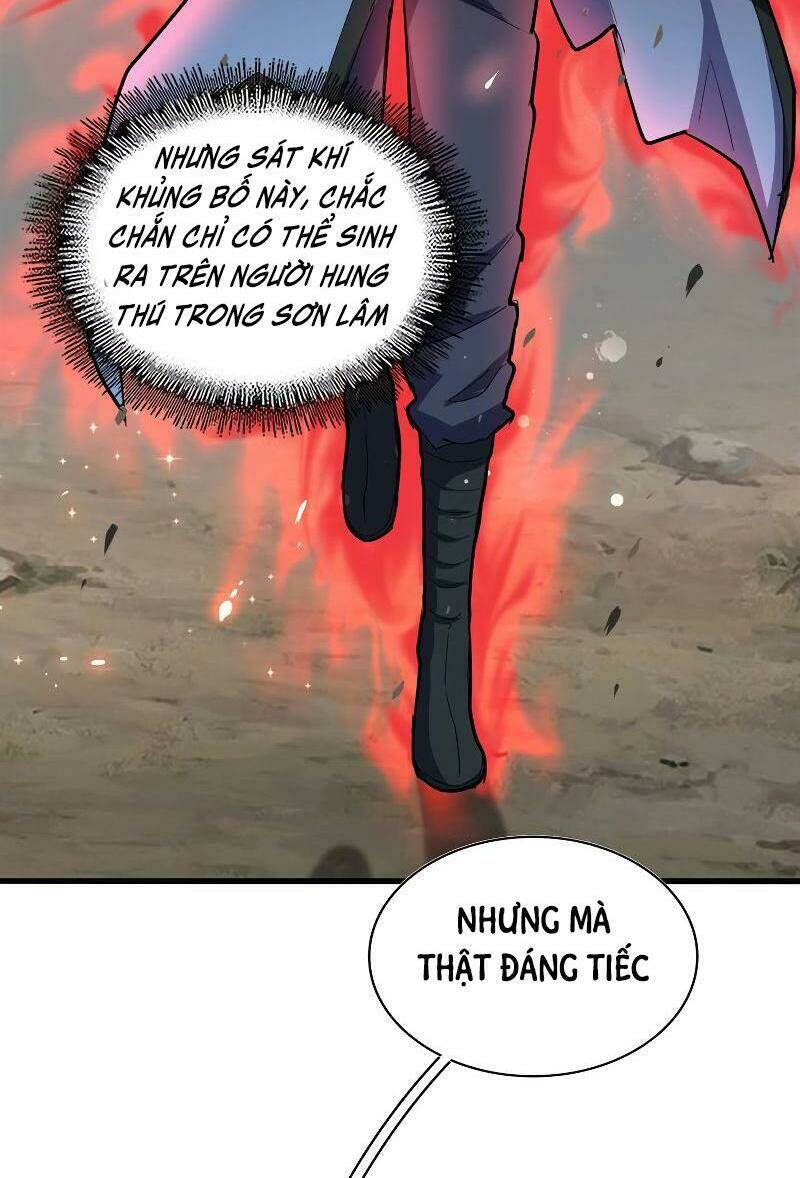 NHƯNG SÁT KHÍ
KHỦNG BỐ NÀY, CHẮC
CHẮN CHỈ CÓ THỂ SINH
RA TRÊN NGƯỜI HUNG
THÚ TRONG SƠN LÂM
NHƯNG MÀ
THẬT ĐÁNG TIẾC